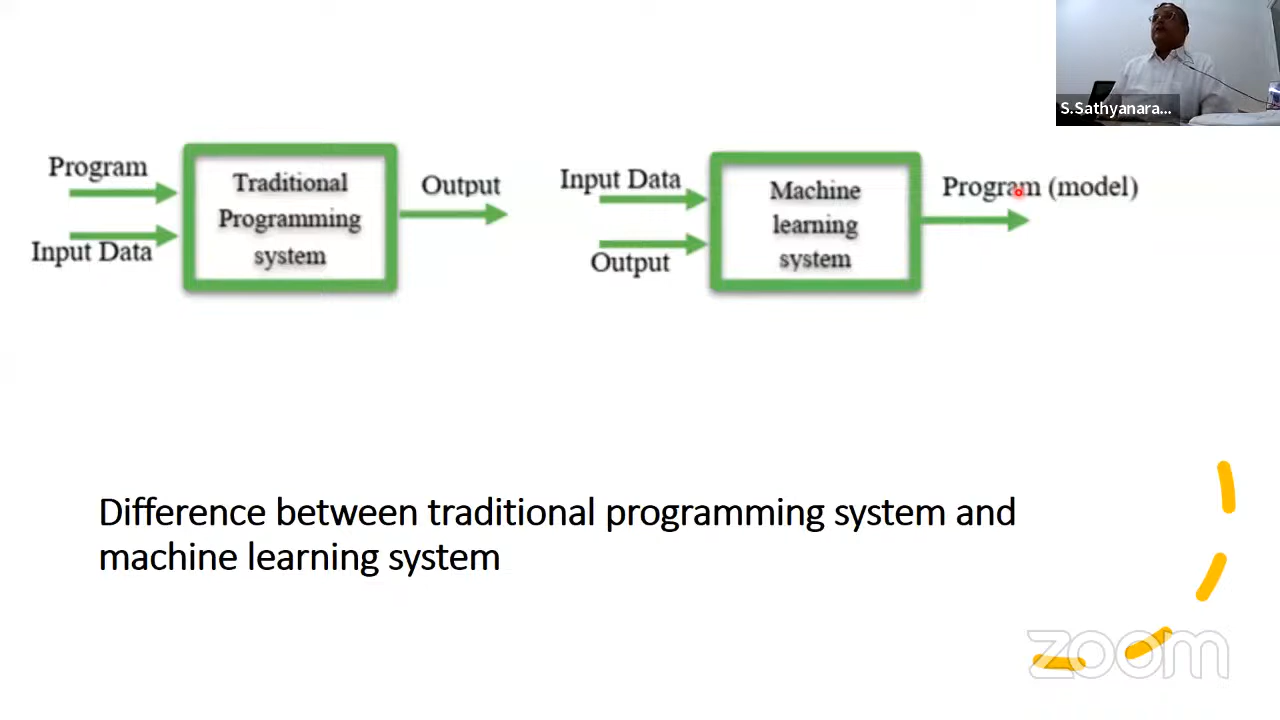 S.Sathyanara...
Program
Input Data
Traditional
Programming
system
Output
Input Data
Output
Machine
learning
system
Program (model)
Difference between traditional programming system and
machine learning system
zoom